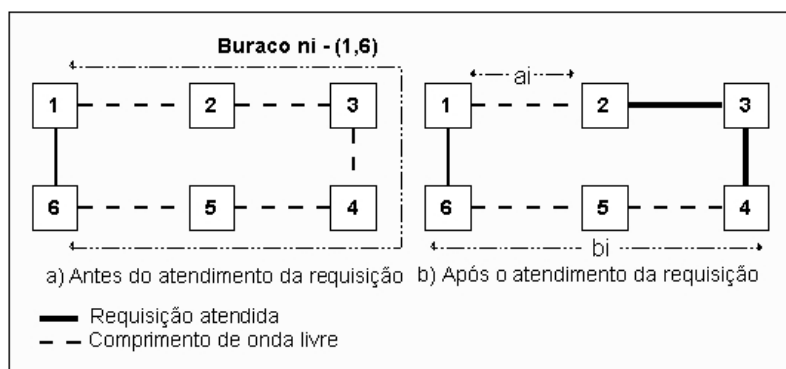 Buraco ni - (1,6)
1 2 3
6 5 4
a) Antes do atendimento da requisição
ai
1 2 3
6 5 4
bi
b) Após o atendimento da requisição
Requisição atendida
Comprimento de onda livre